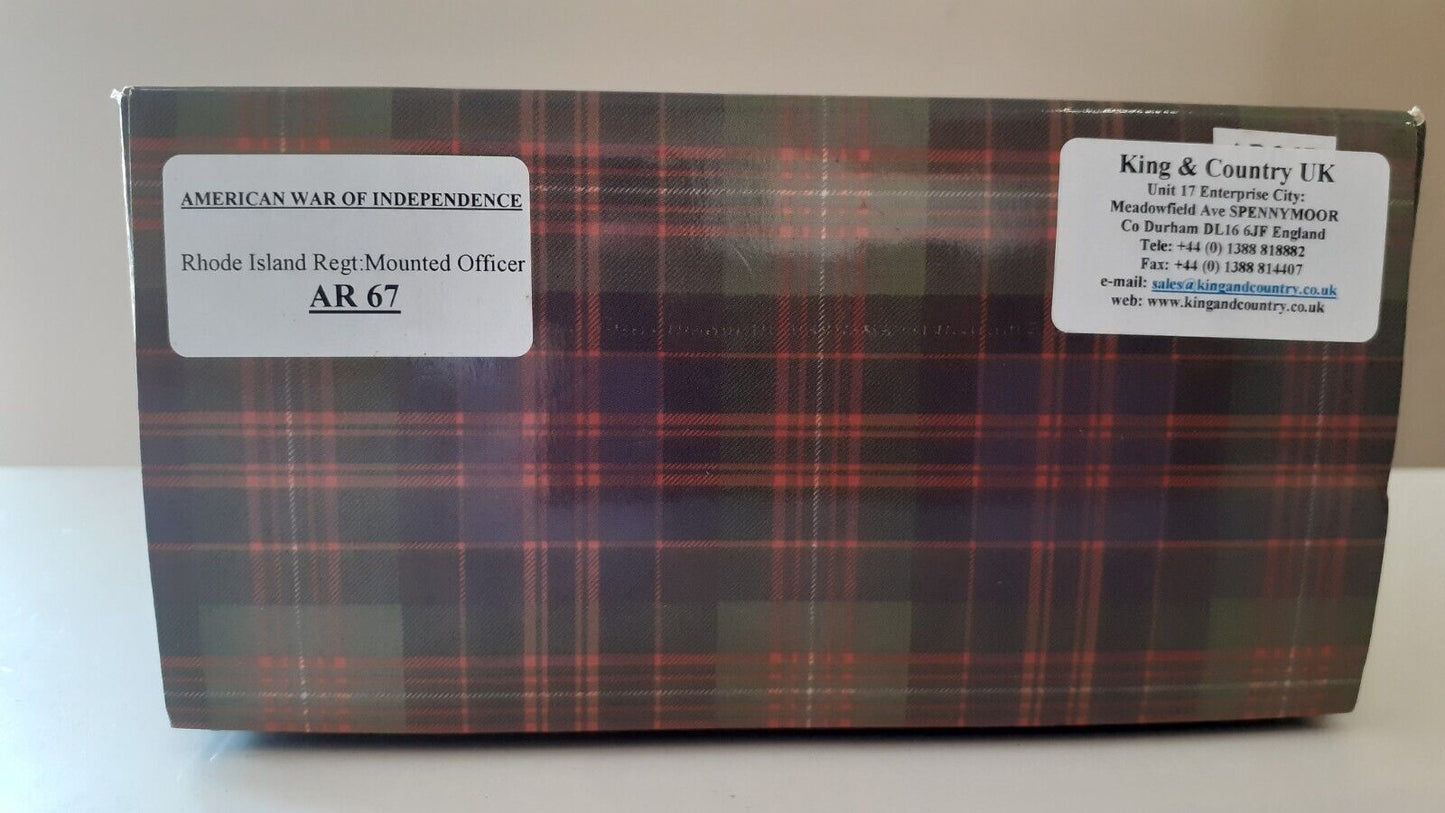 AMERICAN WAR OF INDEPENDENCE
Rhode Island Regt:Mounted Officer
AR 67
King & Country UK
Unit 17 Enterprise City:
Meadowfield Ave SPENNYMOOR
Co Durham DL16 6JF England
Tele: +44 (0) 1388 818882
Fax: +44 (0) 1388 814407
e-mail: sales@kingandcountry.co.uk
web: www.kingandcountry.co.uk